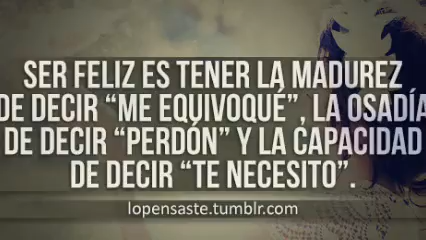 SER FELIZ ES TENER LA MADUREZ
DE DECIR “ME EQUIVOQUÉ”, LA OSADÍA
DE DECIR “PERDÓN” Y LA CAPACIDAD
DE DECIR “TE NECESITO”.
lopensaste.tumblr.com